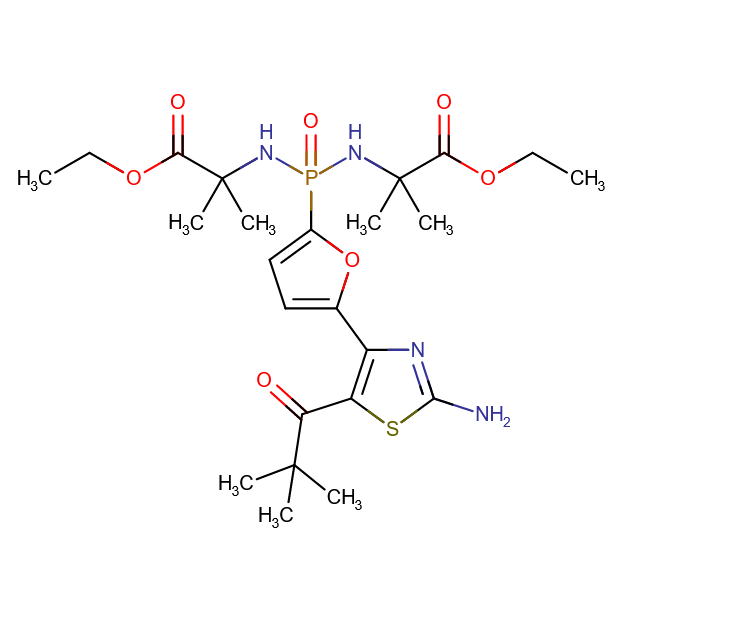 O O O
H H
N N
H₃C O P O CH₃
H₃C CH₃ H₃C CH₃
O
N
O
NH₂
S
H₃C CH₃
H₃C